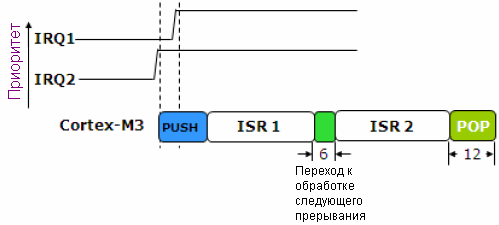 Приоритет
IRQ1
IRQ2
Cortex-M3
PUSH
ISR 1
ISR 2
POP
6
12
Переход к
обработке
следующего
прерывания